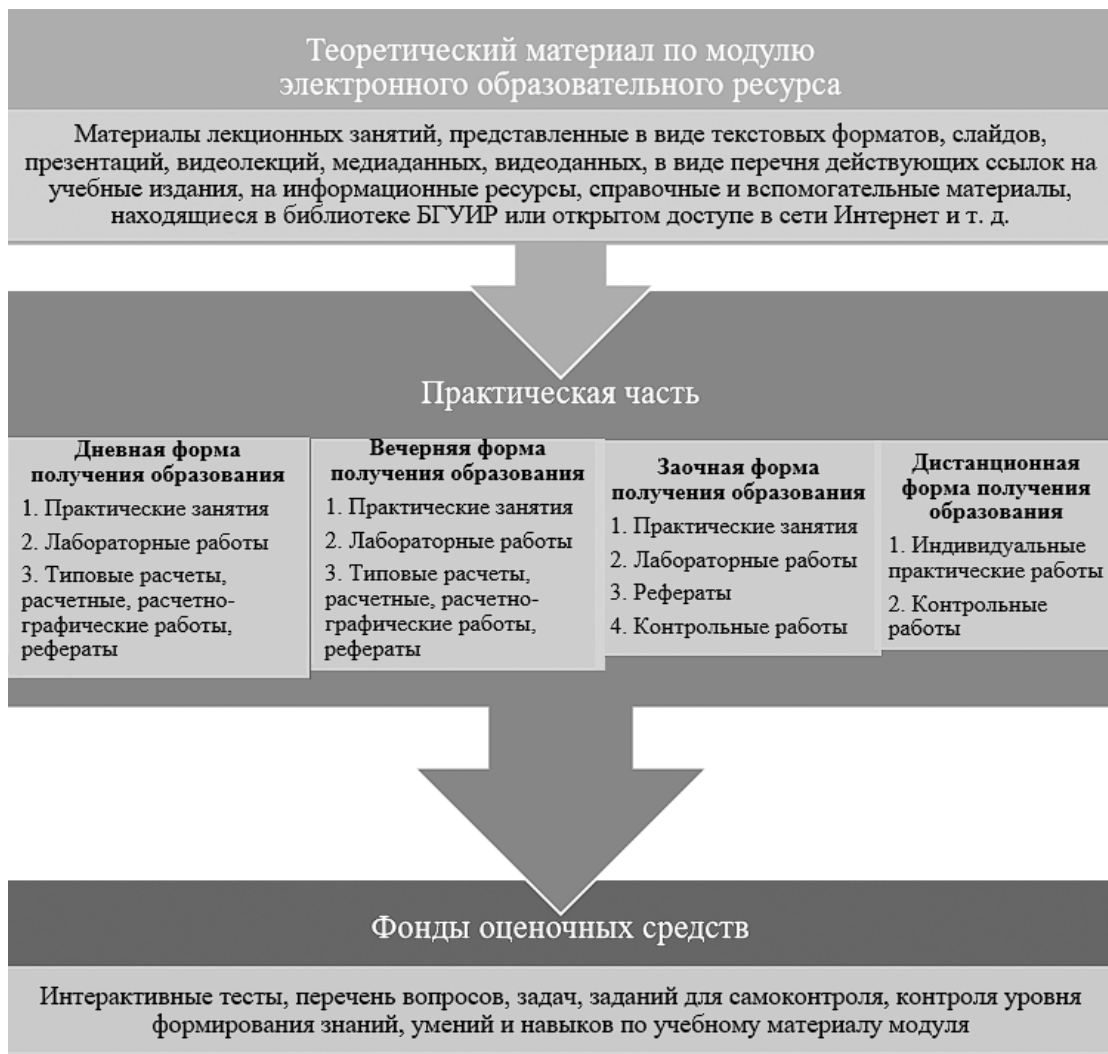 Теоретический материал по модулю
электронного образовательного ресурса
Материалы лекционных занятий, представленные в виде текстовых форматов, слайдов,
презентаций, видеолекций, медиаданных, видеоданных, в виде перечня действующих ссылок на
учебные издания, на информационные ресурсы, справочные и вспомогательные материалы,
находящиеся в библиотеке БГУИР или открытом доступе в сети Интернет и т. д.
Практическая часть
Дневная форма
получения образования
1. Практические занятия
2. Лабораторные работы
3. Типовые расчеты,
расчетные, расчетно-
графические работы,
рефераты
Вечерняя форма
получения образования
1. Практические занятия
2. Лабораторные работы
3. Типовые расчеты,
расчетные, расчетно-
графические работы,
рефераты
Заочная форма
получения образования
1. Практические занятия
2. Лабораторные работы
3. Рефераты
4. Контрольные работы
Дистанционная
форма получения
образования
1. Индивидуальные
практические работы
2. Контрольные
работы
Фонды оценочных средств
Интерактивные тесты, перечень вопросов, задач, заданий для самоконтроля, контроля уровня
формирования знаний, умений и навыков по учебному материалу модуля